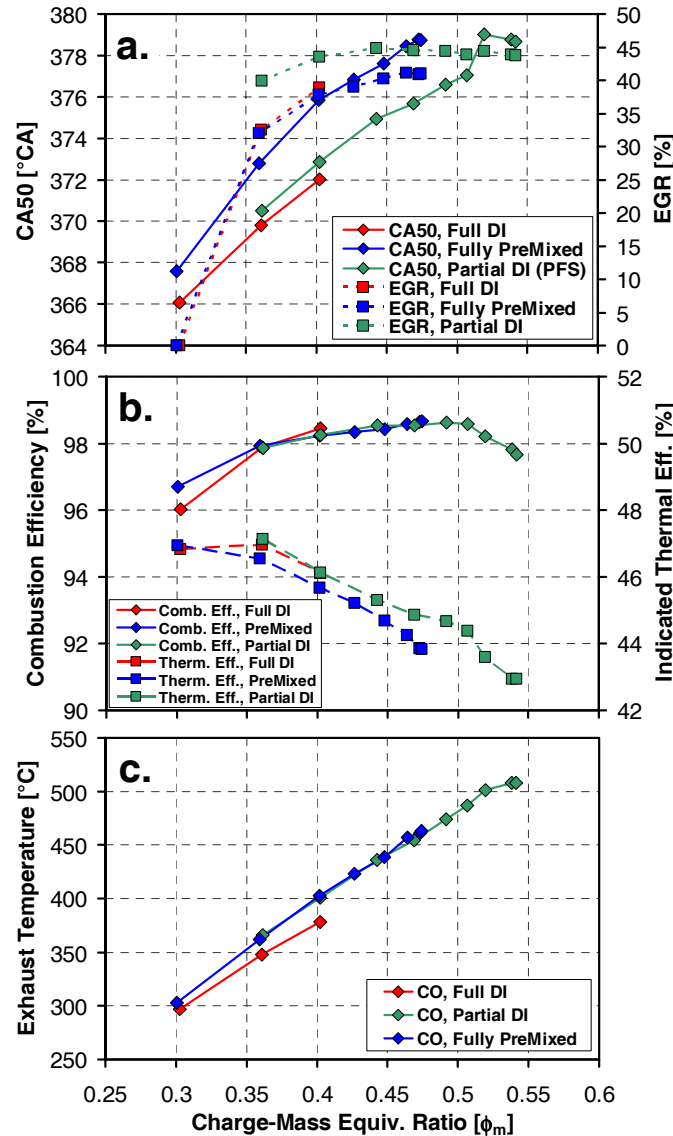 a.
380
378
376
374
372
370
368
366
364
CA50 [°CA]
50
45
40
35
30
25
20
15
10
5
0
EGR [%]
CA50, Full DI
CA50, Fully PreMixed
CA50, Partial DI (PFS)
EGR, Full DI
EGR, Fully PreMixed
EGR, Partial DI
b.
100
98
96
94
92
90
Combustion Efficiency [%]
52
50
48
46
44
42
Indicated Thermal Eff. [%]
Comb. Eff., Full DI
Comb. Eff., PreMixed
Comb. Eff., Partial DI
Therm. Eff., Full DI
Therm. Eff., PreMixed
Therm. Eff., Partial DI
c.
550
500
450
400
350
300
250
Exhaust Temperature [°C]
CO, Full DI
CO, Partial DI
CO, Fully PreMixed
0.25 0.3 0.35 0.4 0.45 0.5 0.55 0.6
Charge-Mass Equiv. Ratio [ϕm]